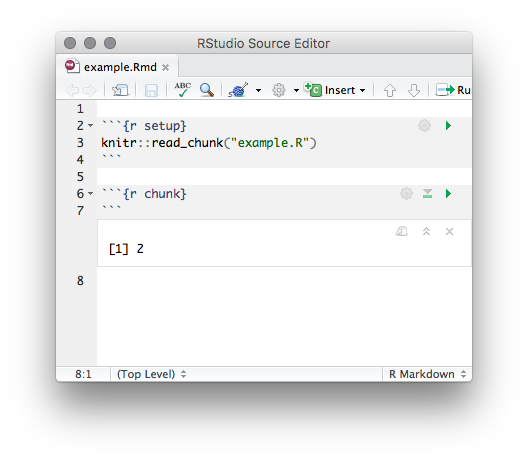 RStudio Source Editor
example.Rmd
ABC Insert Ru
1
2 ```{r setup}
3 knitr::read_chunk("example.R")
4 ```
5
6 ```{r chunk}
7 ```
[1] 2
8
8:1 (Top Level) R Markdown